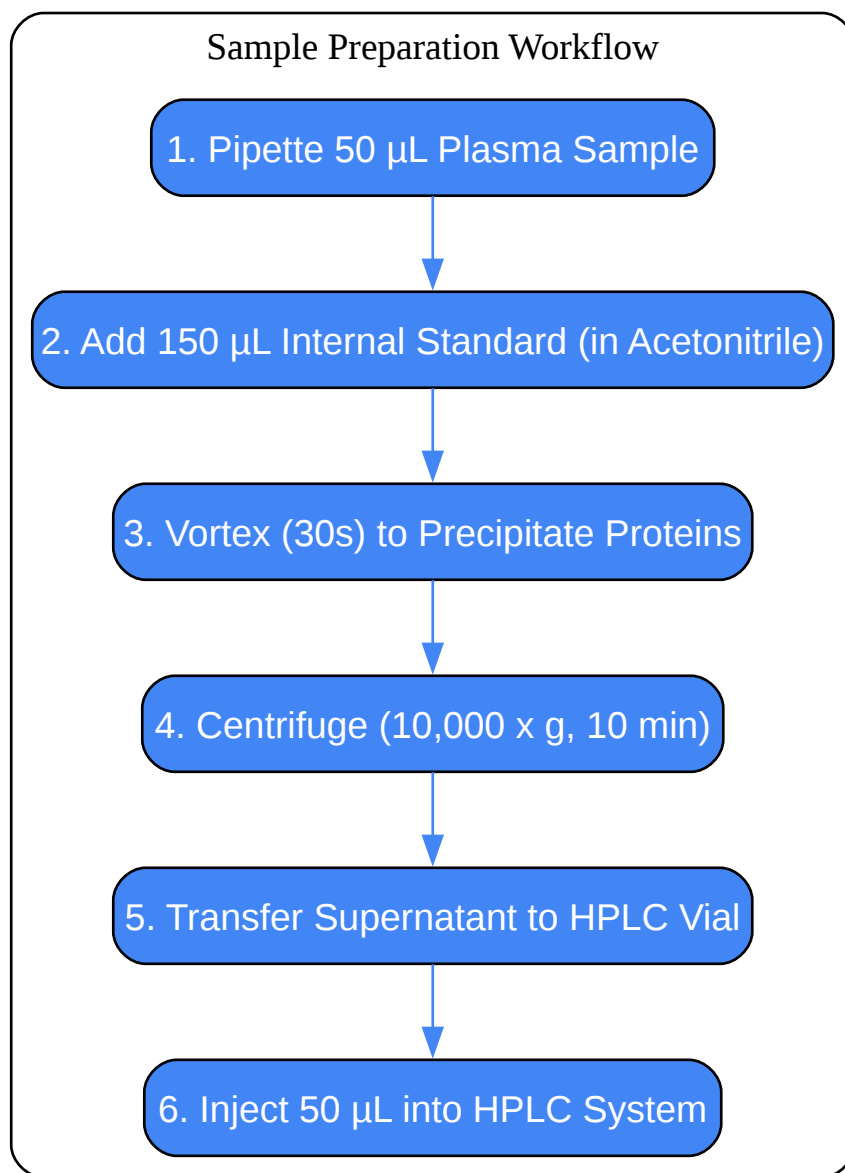 Sample Preparation Workflow
1. Pipette 50 µL Plasma Sample
2. Add 150 µL Internal Standard (in Acetonitrile)
3. Vortex (30s) to Precipitate Proteins
4. Centrifuge (10,000 x g, 10 min)
5. Transfer Supernatant to HPLC Vial
6. Inject 50 µL into HPLC System